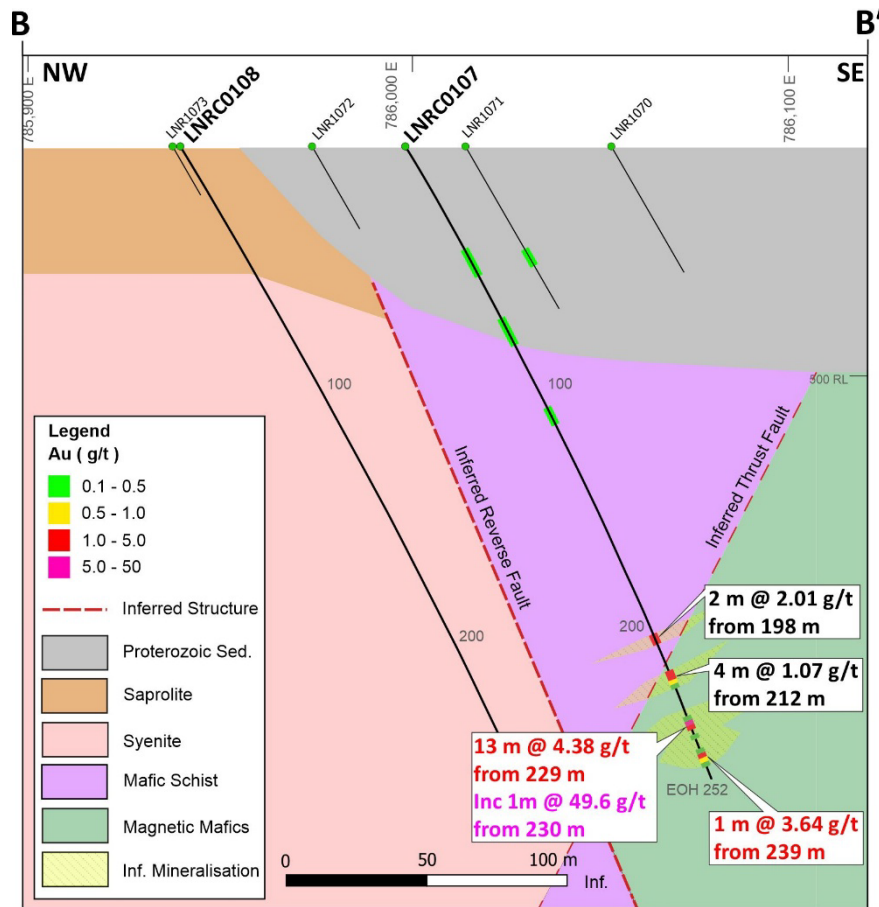 B
B'
NW
SE
785,900 E
786,000 E
786,100 E
LNR1073
LNRC0108
LNR1072
LNRC0107
LNR1071
LNR1070
500 RL
100
100
200
200
Inferred Reverse Fault
Inferred Thrust Fault
Legend
Au ( g/t )
0.1 - 0.5
0.5 - 1.0
1.0 - 5.0
5.0 - 50
Inferred Structure
Proterozoic Sed.
Saprolite
Syenite
Mafic Schist
Magnetic Mafics
Inf. Mineralisation
2 m @ 2.01 g/t
from 198 m
4 m @ 1.07 g/t
from 212 m
13 m @ 4.38 g/t
from 229 m
Inc 1m @ 49.6 g/t
from 230 m
EOH 252
1 m @ 3.64 g/t
from 239 m
0
50
100 m
Inf.